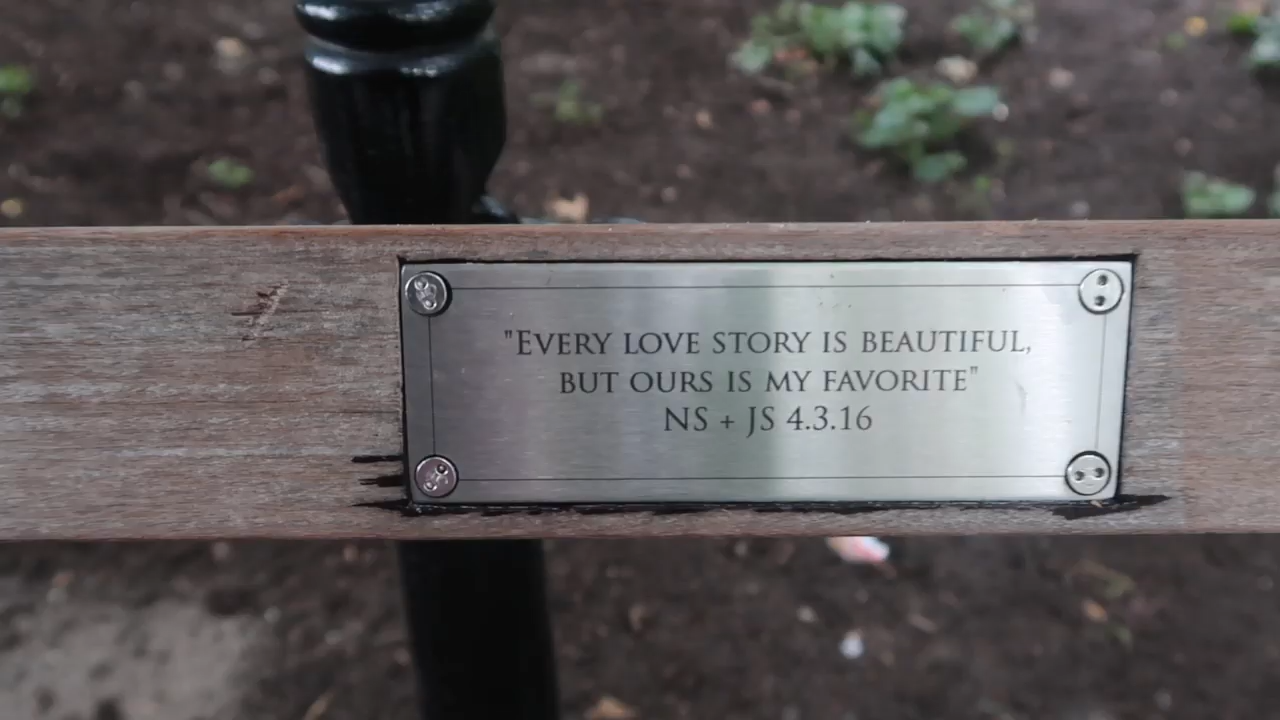 "EVERY LOVE STORY IS BEAUTIFUL,
BUT OURS IS MY FAVORITE"
NS + JS 4.3.16